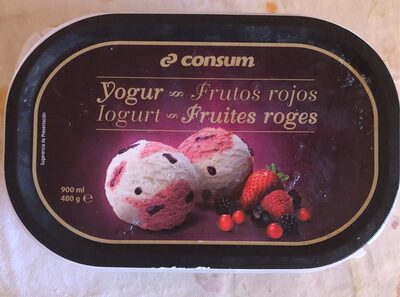 consum
Yogur ~ Frutos rojos
Iogurt ~ Fruites roges
Sugerencia de Presentación
900 ml
480 g ℮